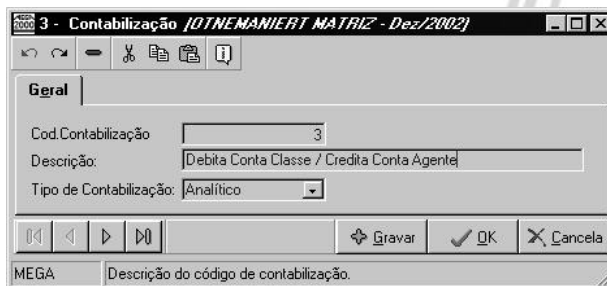 3 - Contabilização [OTNEMANIERT MATRIZ - Dez/2002]
Geral
Cod.Contabilização 3
Descrição: Debita Conta Classe / Credita Conta Agente
Tipo de Contabilização: Analítico
Gravar OK Cancela
MEGA Descrição do código de contabilização.